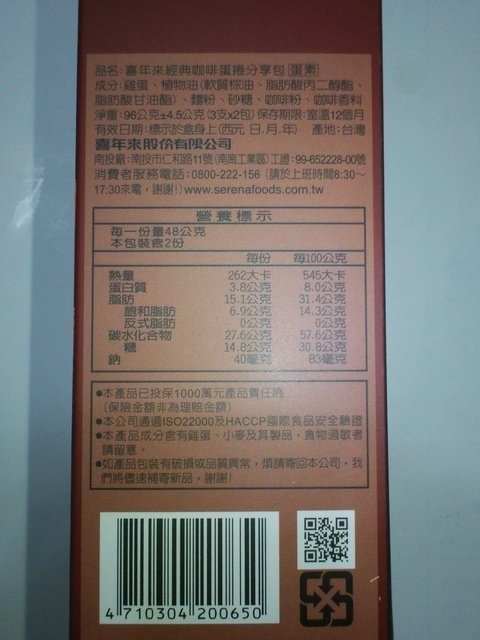 品名:喜年來經典咖啡蛋捲分享包 蛋素
成分:雞蛋、植物油(軟質棕油、脂肪酸丙二醇酯、
脂肪酸甘油酯)、麵粉、砂糖、咖啡粉、咖啡香料
淨重:96公克±4.5公克(3支x2包) 保存期限:室溫12個月
有效日期:標示於盒身上(西元 日.月.年) 產地:台灣
喜年來股份有限公司
南投廠:南投市仁和路11號(南崗工業區)工證:99-652228-00號
消費者服務電話:0800-222-156 (請於上班時間8:30~
17:30來電,謝謝!)www.serenafoods.com.tw
營養標示
每一份量48公克
本包裝含2份
每份 每100公克
熱量 262大卡 545大卡
蛋白質 3.8公克 8.0公克
脂肪 15.1公克 31.4公克
飽和脂肪 6.9公克 14.3公克
反式脂肪 0公克 0公克
碳水化合物 27.6公克 57.6公克
糖 14.8公克 30.8公克
鈉 40毫克 83毫克
●本產品已投保1000萬元產品責任險
(保險金額非為理賠金額)
●本公司通過ISO22000及HACCP國際食品安全驗證
●本產品成分含有雞蛋、小麥及其製品,食物過敏者
請留意。
●如產品包裝有破損或品質異常,煩請寄回本公司,我
們將儘速補寄新品,謝謝!
4 710304 200650